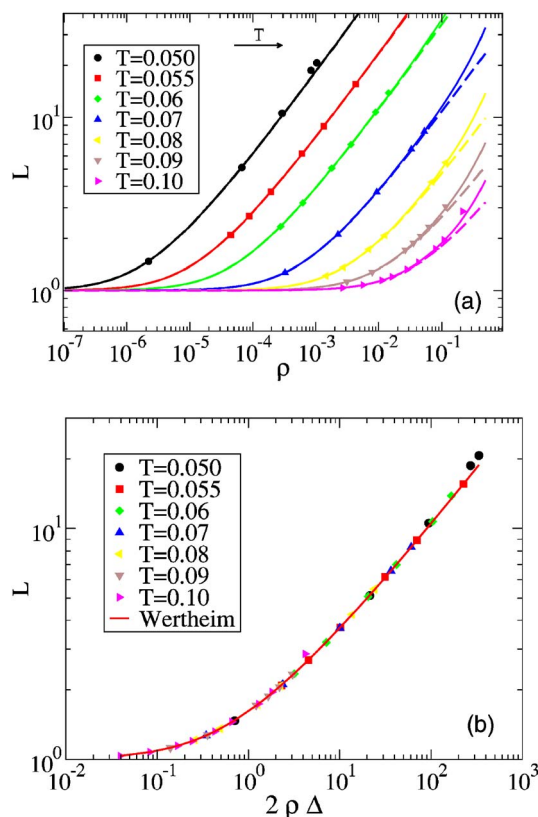 T
T=0.050
T=0.055
T=0.06
T=0.07
T=0.08
T=0.09
T=0.10
L
10¹
10⁰
(a)
10⁻⁷ 10⁻⁶ 10⁻⁵ 10⁻⁴ 10⁻³ 10⁻² 10⁻¹
ρ
T=0.050
T=0.055
T=0.06
T=0.07
T=0.08
T=0.09
T=0.10
Wertheim
L
10¹
10⁰
(b)
10⁻² 10⁻¹ 10⁰ 10¹ 10² 10³
2 ρ Δ